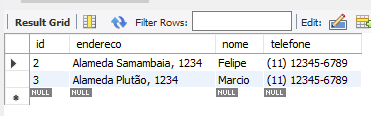 Result Grid Filter Rows: Edit:
id endereco nome telefone
2 Alameda Samambaia, 1234 Felipe (11) 12345-6789
3 Alameda Plutão, 1234 Marcio (11) 12345-6789
NULL NULL NULL NULL